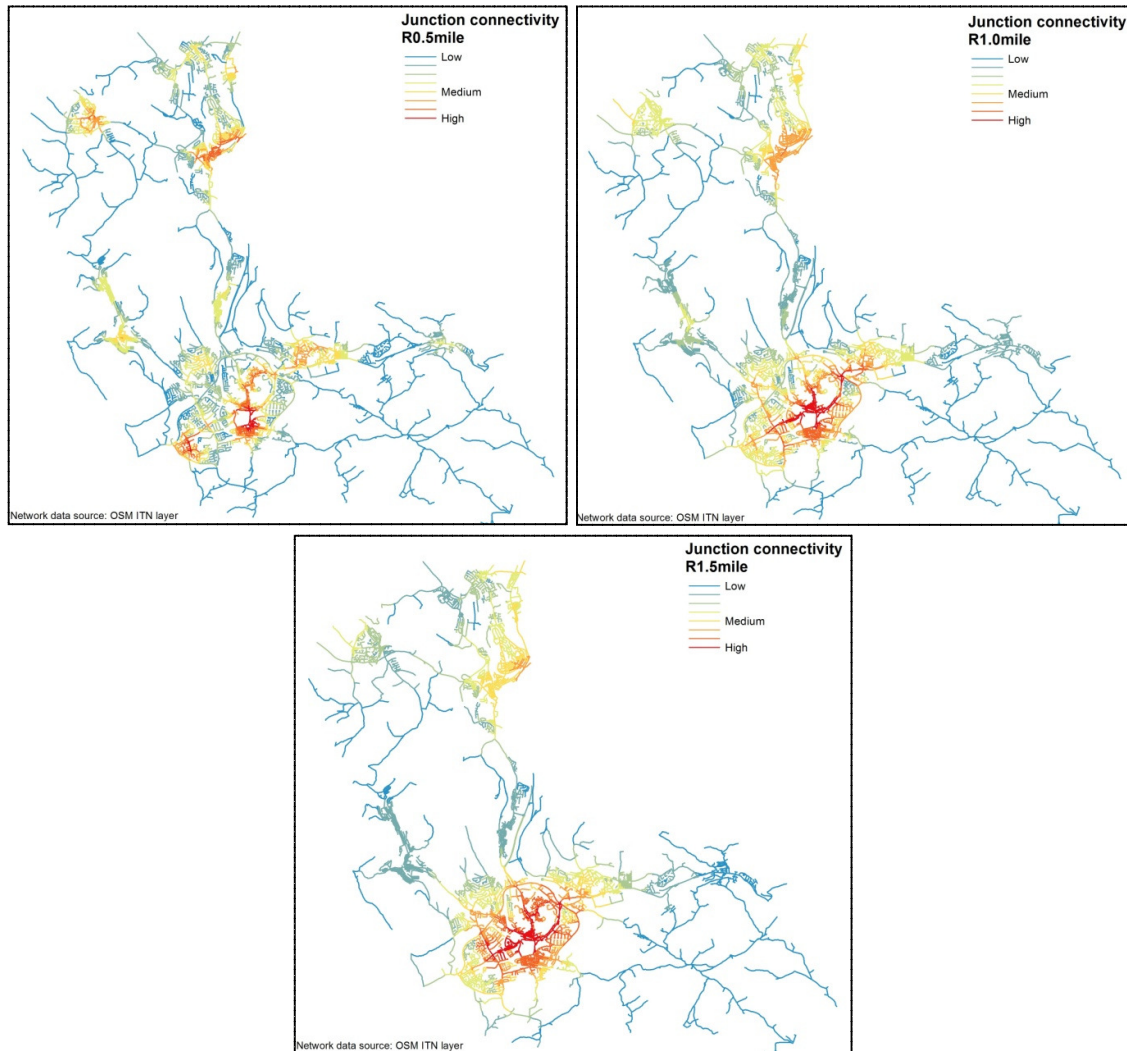 Junction connectivity
R0.5mile
Low
Medium
High
Network data source: OSM ITN layer
Junction connectivity
R1.0mile
Low
Medium
High
Network data source: OSM ITN layer
Junction connectivity
R1.5mile
Low
Medium
High
Network data source: OSM ITN layer